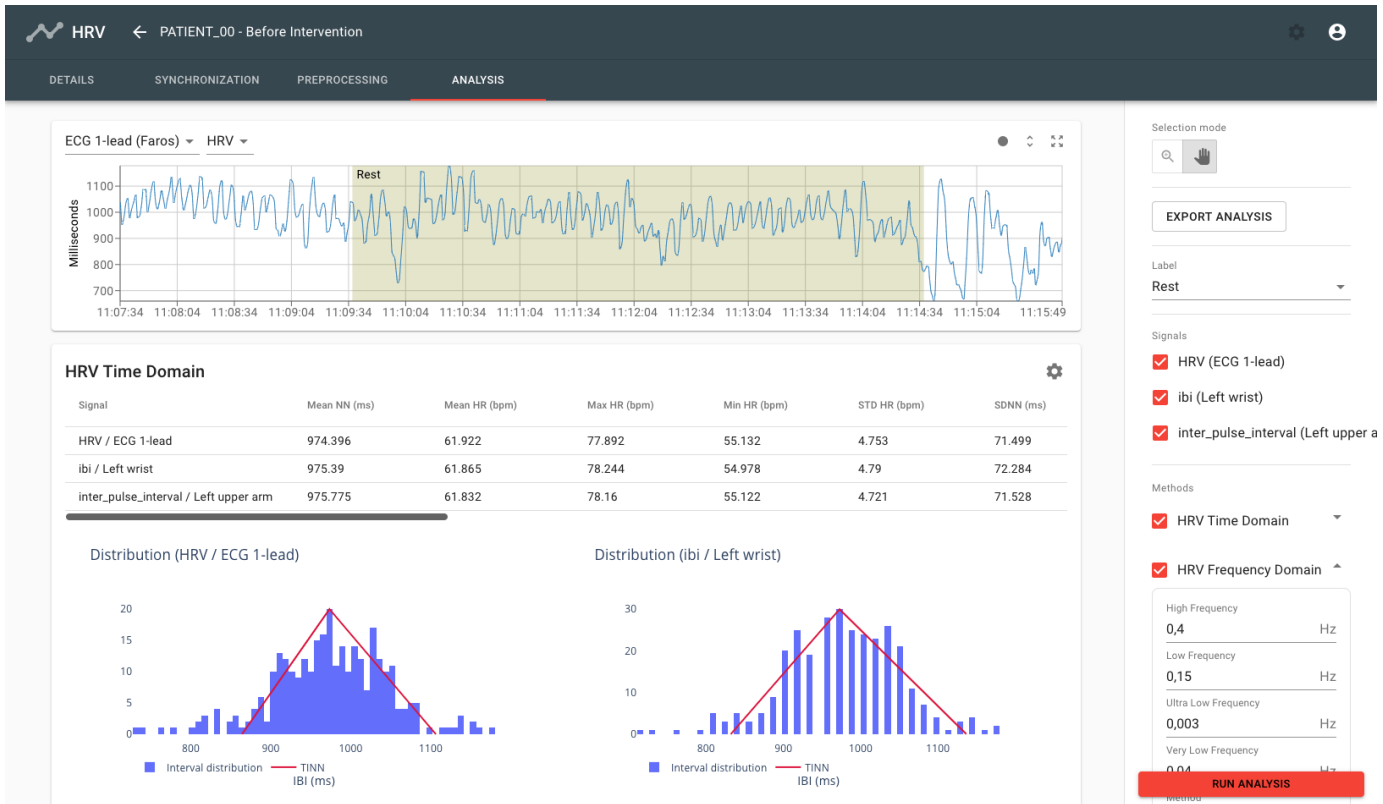 HRV
PATIENT_00 - Before Intervention
DETAILS SYNCHRONIZATION PREPROCESSING ANALYSIS
ECG 1-lead (Faros) HRV
Rest
1100
1000
900
800
700
Milliseconds
11:07:34 11:08:04 11:08:34 11:09:04 11:09:34 11:10:04 11:10:34 11:11:04 11:11:34 11:12:04 11:12:34 11:13:04 11:13:34 11:14:04 11:14:34 11:15:04 11:15:49
HRV Time Domain
Signal Mean NN (ms) Mean HR (bpm) Max HR (bpm) Min HR (bpm) STD HR (bpm) SDNN (ms)
HRV / ECG 1-lead 974.396 61.922 77.892 55.132 4.753 71.499
ibi / Left wrist 975.39 61.865 78.244 54.978 4.79 72.284
inter_pulse_interval / Left upper arm 975.775 61.832 78.16 55.122 4.721 71.528
Distribution (HRV / ECG 1-lead)
20
15
10
5
0
800 900 1000 1100
Interval distribution TINN
IBI (ms)
Distribution (ibi / Left wrist)
30
20
10
0
800 900 1000 1100
Interval distribution TINN
IBI (ms)
Selection mode
EXPORT ANALYSIS
Label
Rest
Signals
HRV (ECG 1-lead)
ibi (Left wrist)
inter_pulse_interval (Left upper a
Methods
HRV Time Domain
HRV Frequency Domain
High Frequency
0,4 Hz
Low Frequency
0,15 Hz
Ultra Low Frequency
0,003 Hz
Very Low Frequency
0,04 Hz
RUN ANALYSIS
Method